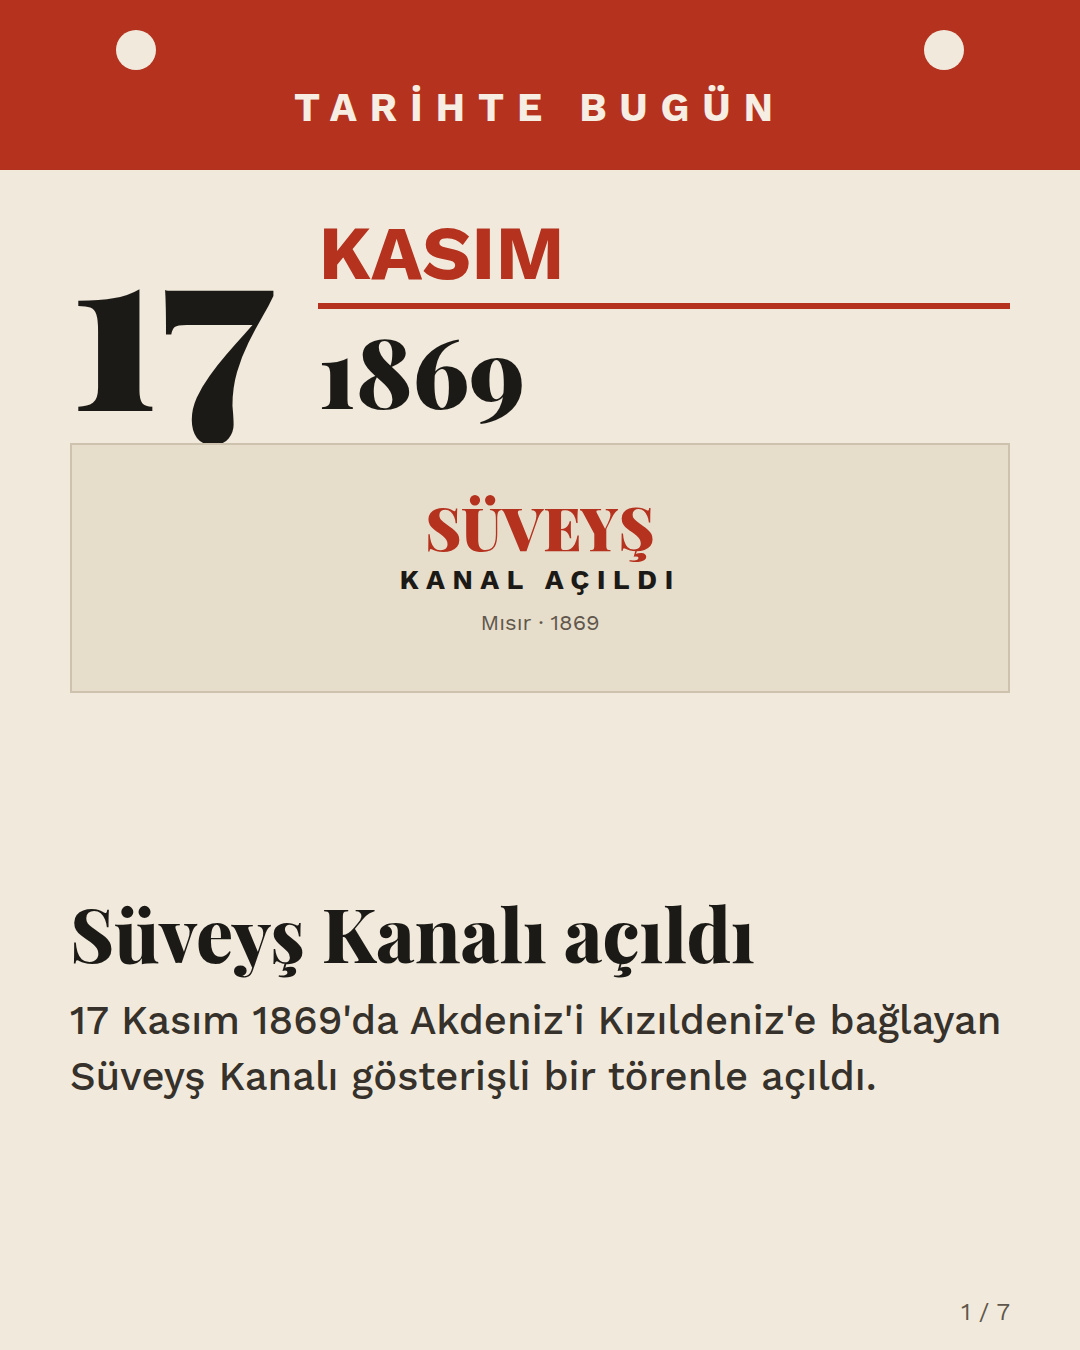 TARİHTE BUGÜN
17
KASIM
1869
SÜVEYŞ
KANAL AÇILDI
Mısır · 1869
Süveyş Kanalı açıldı
17 Kasım 1869'da Akdeniz'i Kızıldeniz'e bağlayan
Süveyş Kanalı gösterişli bir törenle açıldı.
1 / 7